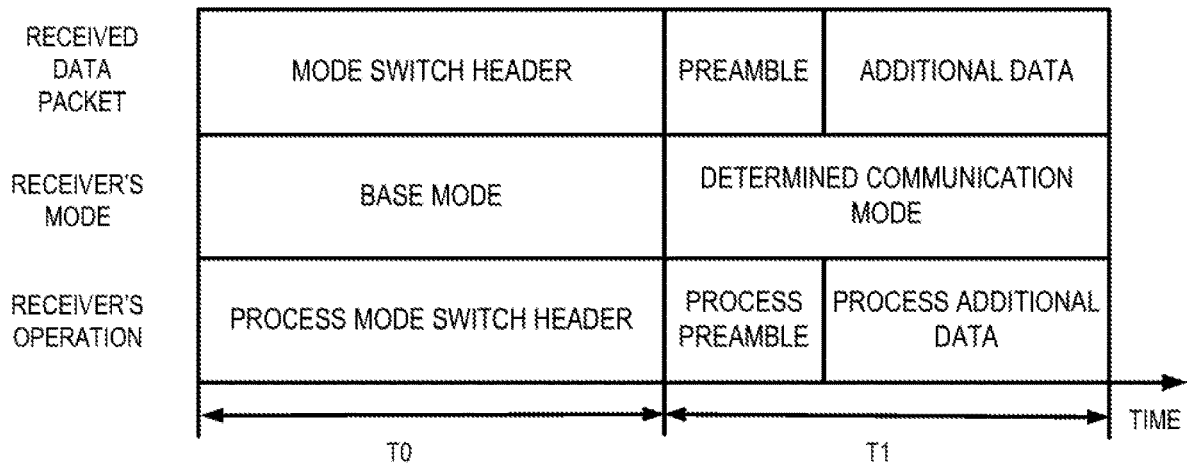 RECEIVED
DATA
PACKET
MODE SWITCH HEADER
PREAMBLE
ADDITIONAL DATA
RECEIVER'S
MODE
BASE MODE
DETERMINED COMMUNICATION
MODE
RECEIVER'S
OPERATION
PROCESS MODE SWITCH HEADER
PROCESS
PREAMBLE
PROCESS ADDITIONAL
DATA
TIME
T0
T1